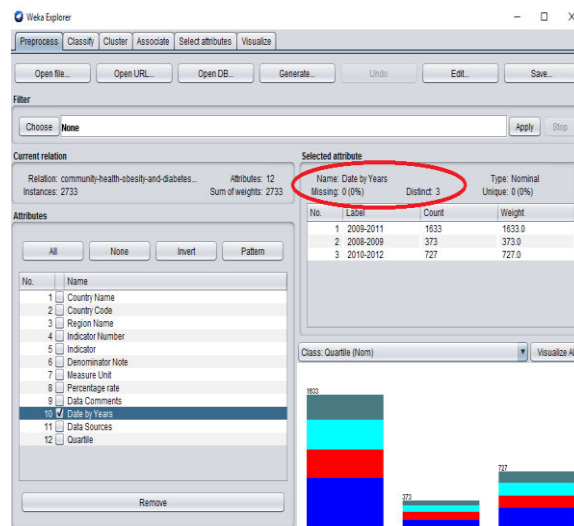 Weka Explorer
Preprocess Classify Cluster Associate Select attributes Visualize
Open file... Open URL... Open DB... Generate... Undo Edit... Save...
Filter
Choose None Apply Stop
Current relation
Relation: community-health-obesity-and-diabetes... Attributes: 12
Instances: 2733 Sum of weights: 2733
Attributes
All None Invert Pattern
No. Name
1 Country Name
2 Country Code
3 Region Name
4 Indicator Number
5 Indicator
6 Denominator Note
7 Measure Unit
8 Percentage rate
9 Data Comments
10 Date by Years
11 Data Sources
12 Quartile
Remove
Selected attribute
Name: Date by Years Type: Nominal
Missing: 0 (0%) Distinct: 3 Unique: 0 (0%)
No. Label Count Weight
1 2009-2011 1633 1633.0
2 2008-2009 373 373.0
3 2010-2012 727 727.0
Class: Quartile (Nom) Visualize Al
1633
373
727